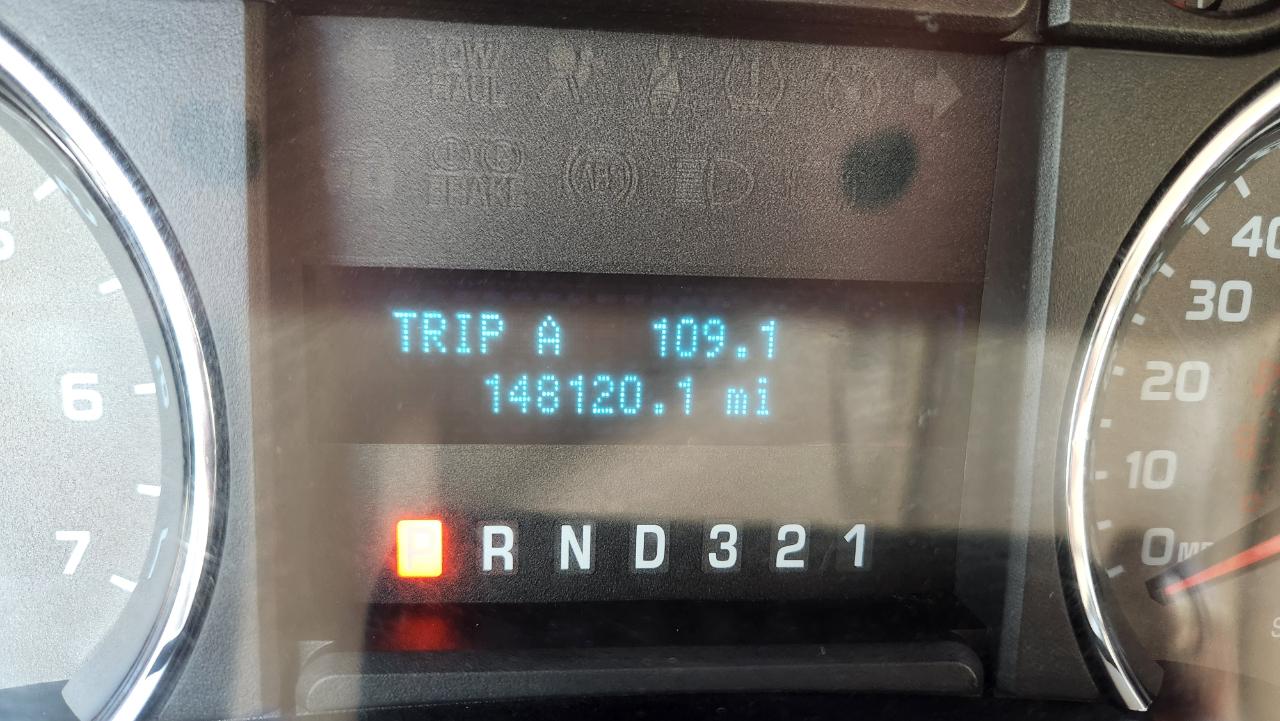 TOW/
HAUL
BRAKE
ABS
TRIP A 109.1
148120.1 mi
P R N D 3 2 1
5
6
7
40
30
20
10
0